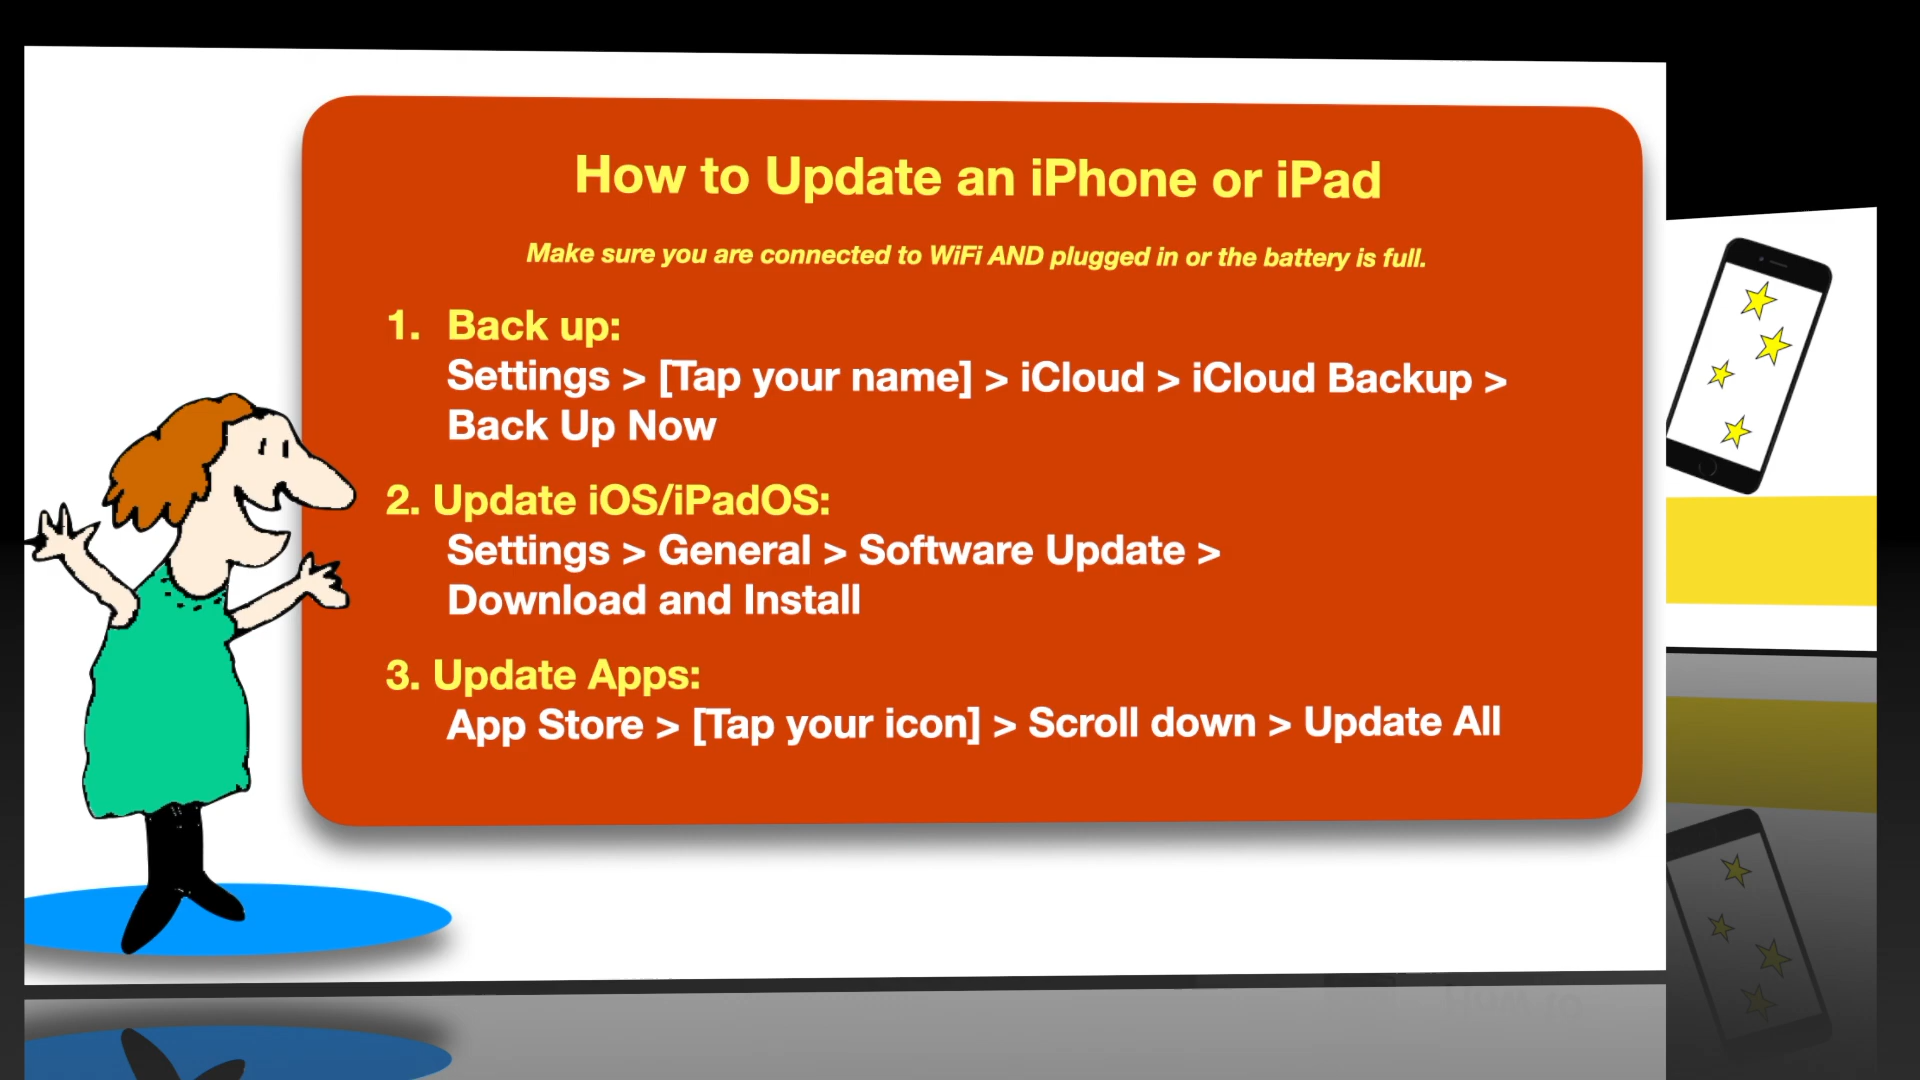 How to Update an iPhone or iPad
Make sure you are connected to WiFi AND plugged in or the battery is full.
1. Back up:
Settings > [Tap your name] > iCloud > iCloud Backup >
Back Up Now
2. Update iOS/iPadOS:
Settings > General > Software Update >
Download and Install
3. Update Apps:
App Store > [Tap your icon] > Scroll down > Update All